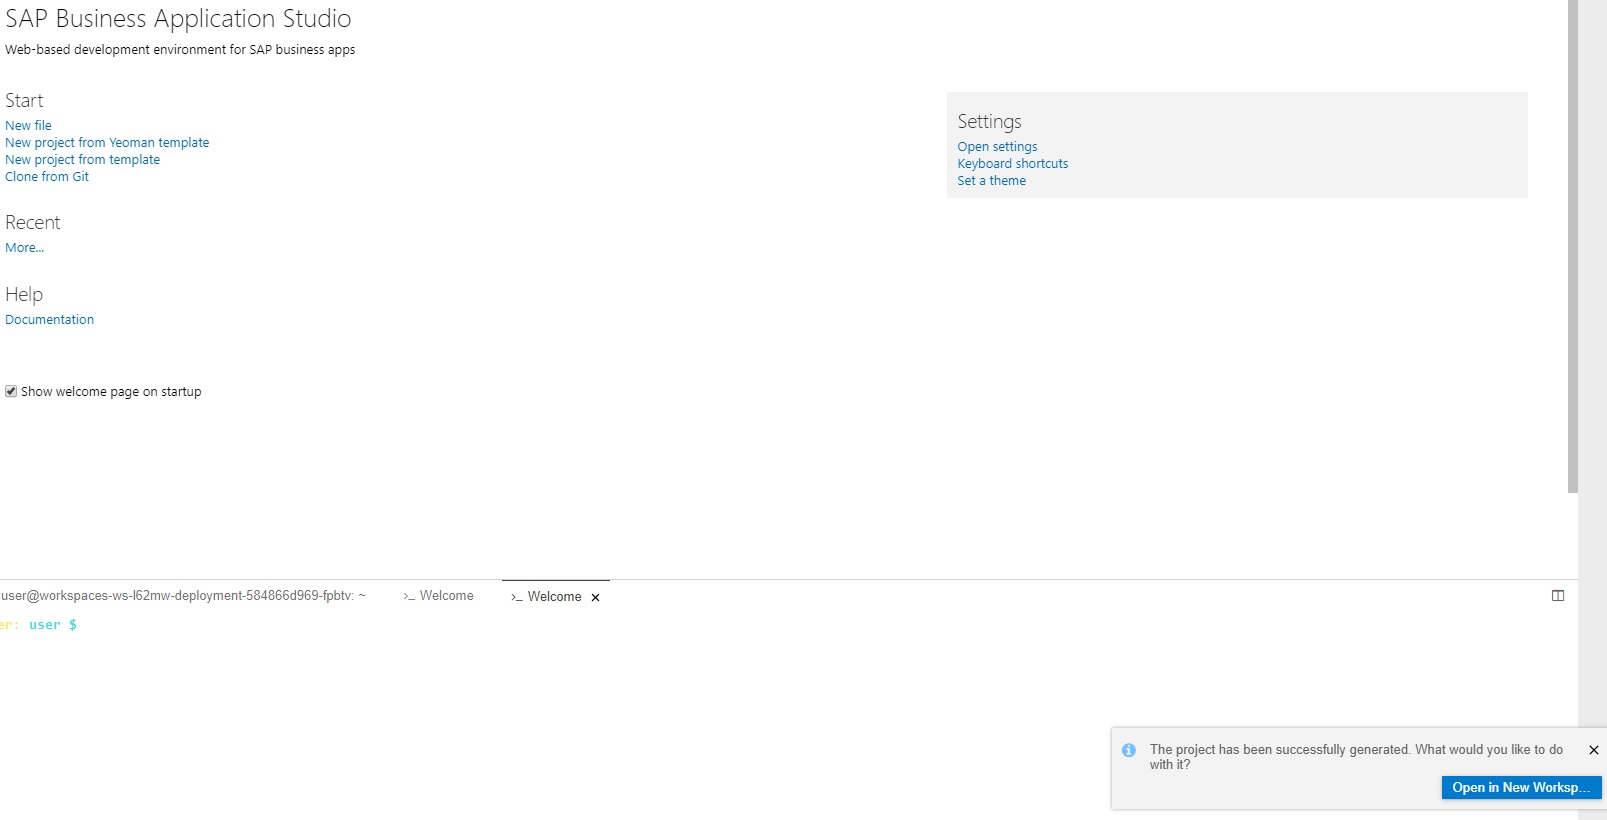 SAP Business Application Studio
Web-based development environment for SAP business apps
Start
New file
New project from Yeoman template
New project from template
Clone from Git
Recent
More...
Help
Documentation
Show welcome page on startup
Settings
Open settings
Keyboard shortcuts
Set a theme
user@workspaces-ws-l62mw-deployment-584866d969-fpbtv: ~ >_ Welcome >_ Welcome ×
er: user $
The project has been successfully generated. What would you like to do
with it?
Open in New Worksp...